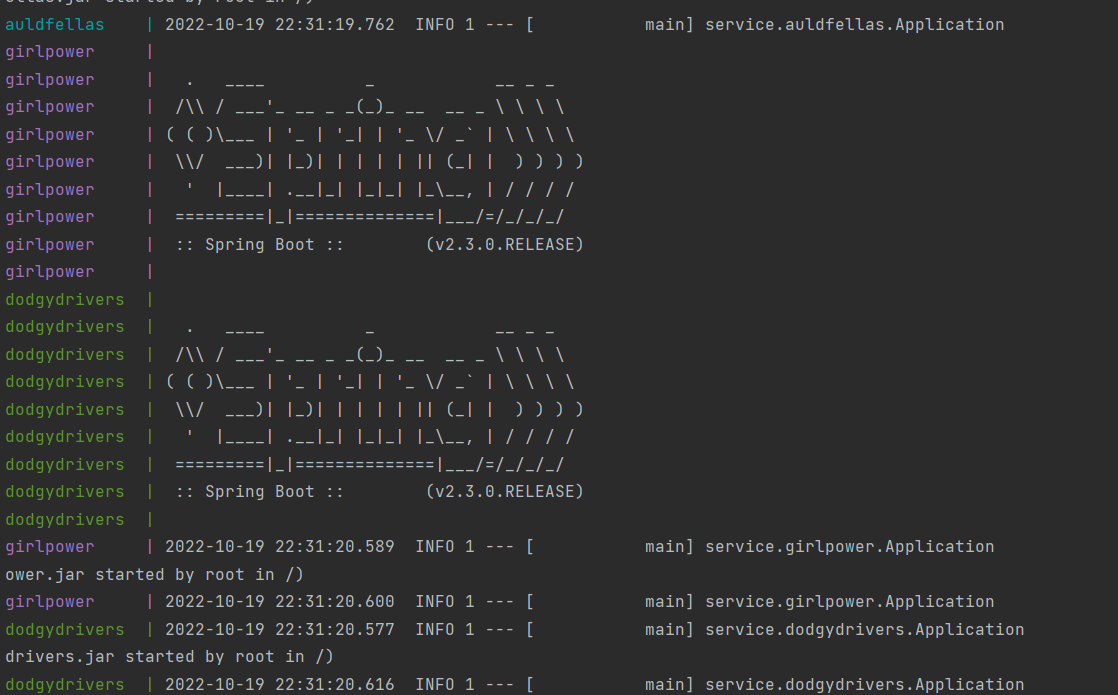 auldfellas    | 2022-10-19 22:31:19.762  INFO 1 --- [           main] service.auldfellas.Application
girlpower     |
girlpower     |   .   ____          _            __ _ _
girlpower     |  /\\ / ___'_ __ _ _(_)_ __  __ _ \ \ \ \
girlpower     | ( ( )\___ | '_ | '_| | '_ \/ _` | \ \ \ \
girlpower     |  \\/  ___)| |_)| | | | | || (_| |  ) ) ) )
girlpower     |   '  |____| .__|_| |_|_| |_\__, | / / / /
girlpower     |  =========|_|==============|___/=/_/_/_/
girlpower     |  :: Spring Boot ::        (v2.3.0.RELEASE)
girlpower     |
dodgydrivers  |
dodgydrivers  |   .   ____          _            __ _ _
dodgydrivers  |  /\\ / ___'_ __ _ _(_)_ __  __ _ \ \ \ \
dodgydrivers  | ( ( )\___ | '_ | '_| | '_ \/ _` | \ \ \ \
dodgydrivers  |  \\/  ___)| |_)| | | | | || (_| |  ) ) ) )
dodgydrivers  |   '  |____| .__|_| |_|_| |_\__, | / / / /
dodgydrivers  |  =========|_|==============|___/=/_/_/_/
dodgydrivers  |  :: Spring Boot ::        (v2.3.0.RELEASE)
dodgydrivers  |
girlpower     | 2022-10-19 22:31:20.589  INFO 1 --- [           main] service.girlpower.Application
ower.jar started by root in /)
girlpower     | 2022-10-19 22:31:20.600  INFO 1 --- [           main] service.girlpower.Application
dodgydrivers  | 2022-10-19 22:31:20.577  INFO 1 --- [           main] service.dodgydrivers.Application
drivers.jar started by root in /)
dodgydrivers  | 2022-10-19 22:31:20.616  INFO 1 --- [           main] service.dodgydrivers.Application